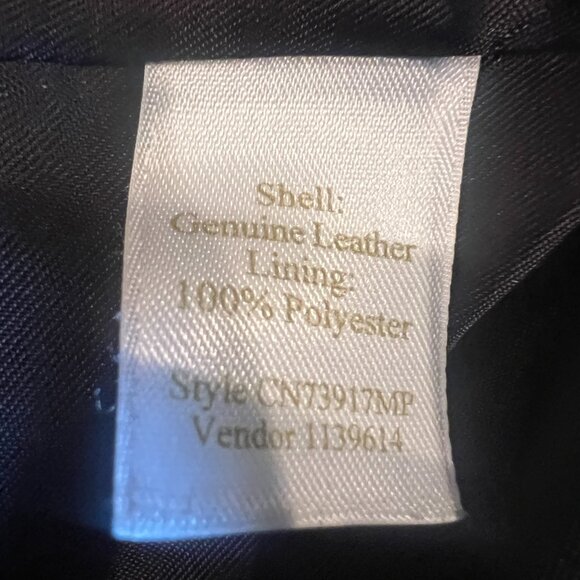 Shell:
Genuine Leather
Lining:
100% Polyester
Style CN73917MP
Vendor 1139614